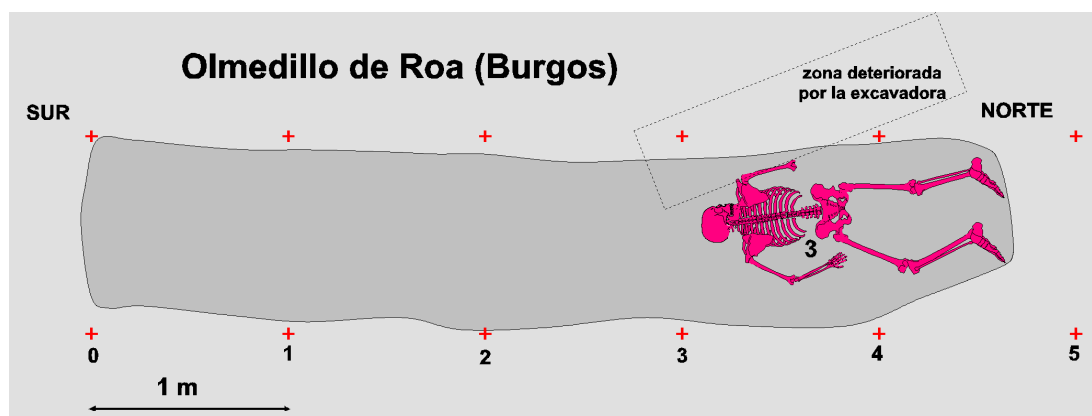 Olmedillo de Roa (Burgos)
zona deteriorada
por la excavadora
SUR
NORTE
3
0 1 2 3 4 5
1 m